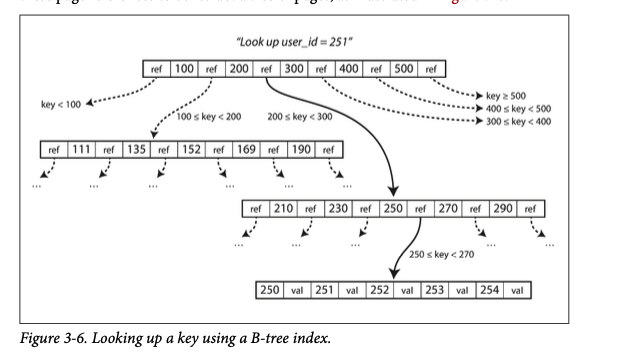 "Look up user_id = 251"
ref 100 ref 200 ref 300 ref 400 ref 500 ref
key < 100
100 ≤ key < 200
200 ≤ key < 300
key ≥ 500
400 ≤ key < 500
300 ≤ key < 400
ref 111 ref 135 ref 152 ref 169 ref 190 ref
... ... ... ... ... ...
ref 210 ref 230 ref 250 ref 270 ref 290 ref
... ... ... ... ...
250 ≤ key < 270
250 val 251 val 252 val 253 val 254 val
Figure 3-6. Looking up a key using a B-tree index.